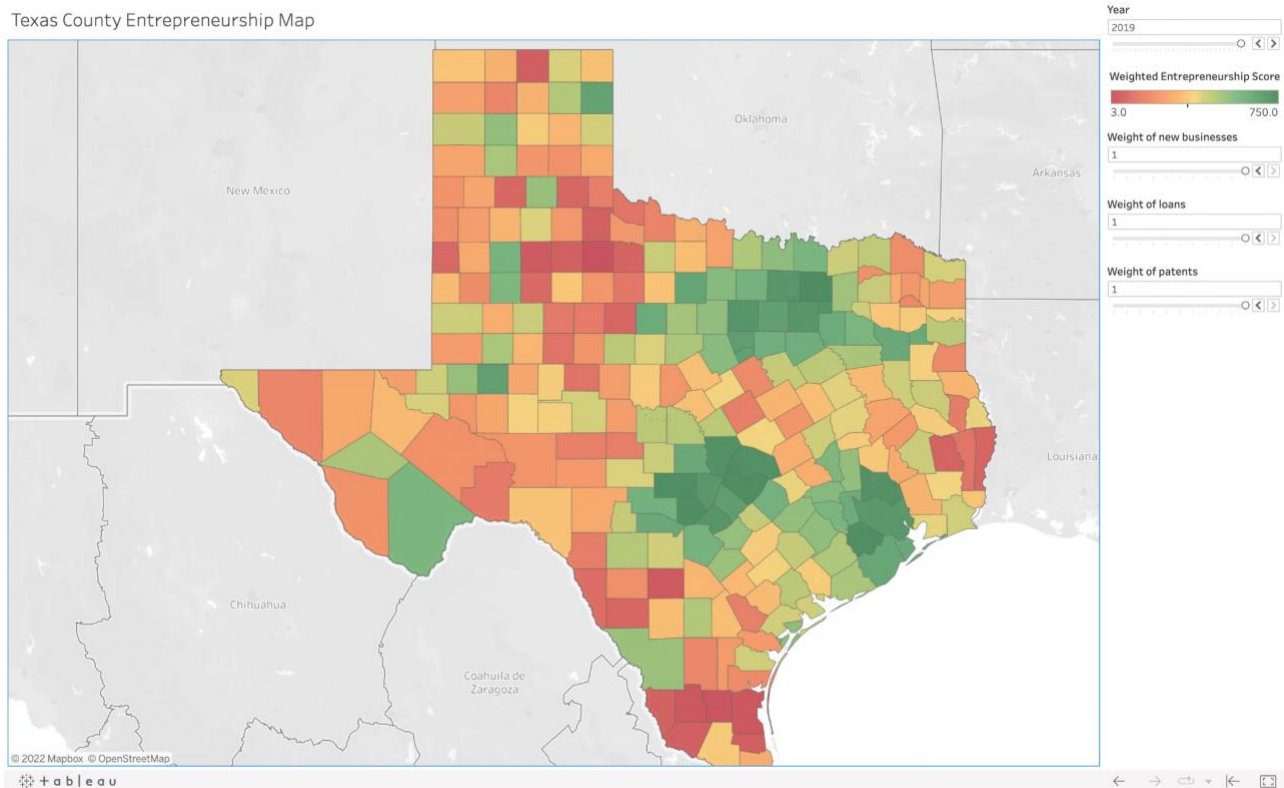 Texas County Entrepreneurship Map
Year
2019
Weighted Entrepreneurship Score
3.0 750.0
Weight of new businesses
1
Weight of loans
1
Weight of patents
1
Oklahoma
New Mexico
Arkansas
Louisiana
Chihuahua
Coahuila de
Zaragoza
© 2022 Mapbox © OpenStreetMap
+ableau